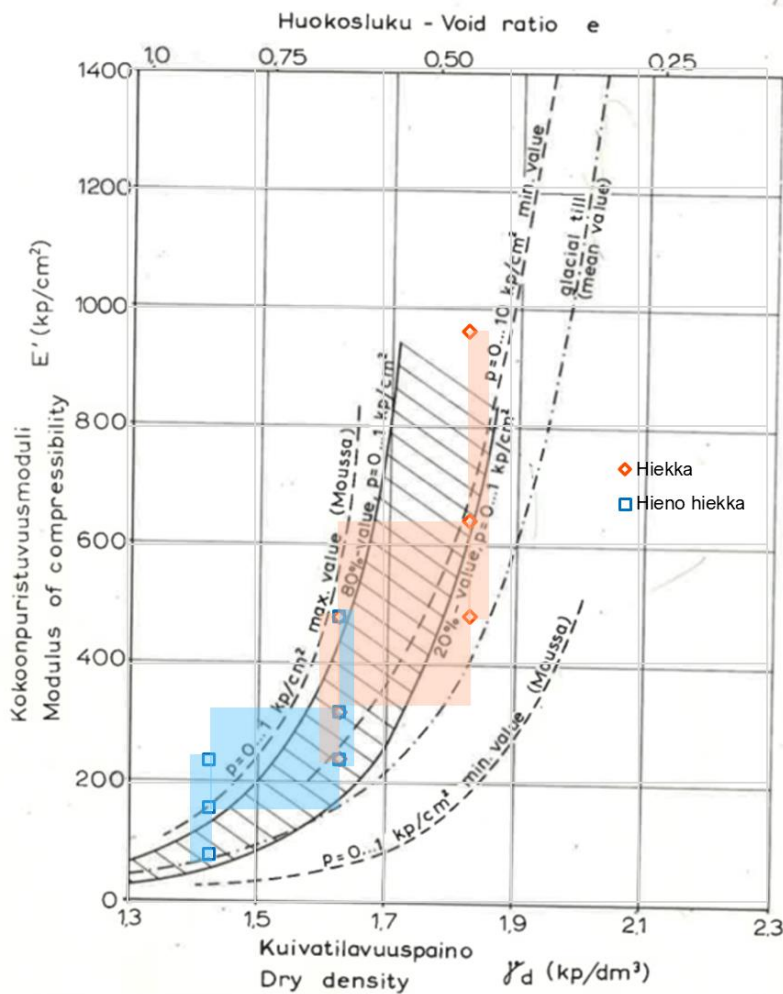 Huokosluku - Void ratio e
1,0 0,75 0,50 0,25
1400
1200
1000
800
600
400
200
0
Kokoonpuristuvuusmoduli
Modulus of compressibility E' (kp/cm²)
p=0...1 kp/cm² max. value (Moussa)
80%-value, p=0...1 kp/cm²
20%-value, p=0...1 kp/cm²
p=0...10 kp/cm² min. value
glacial till
(mean value)
p=0...1 kp/cm² min. value (Moussa)
Hiekka
Hieno hiekka
1,3 1,5 1,7 1,9 2,1 2,3
Kuivatilavuuspaino
Dry density γd (kp/dm³)